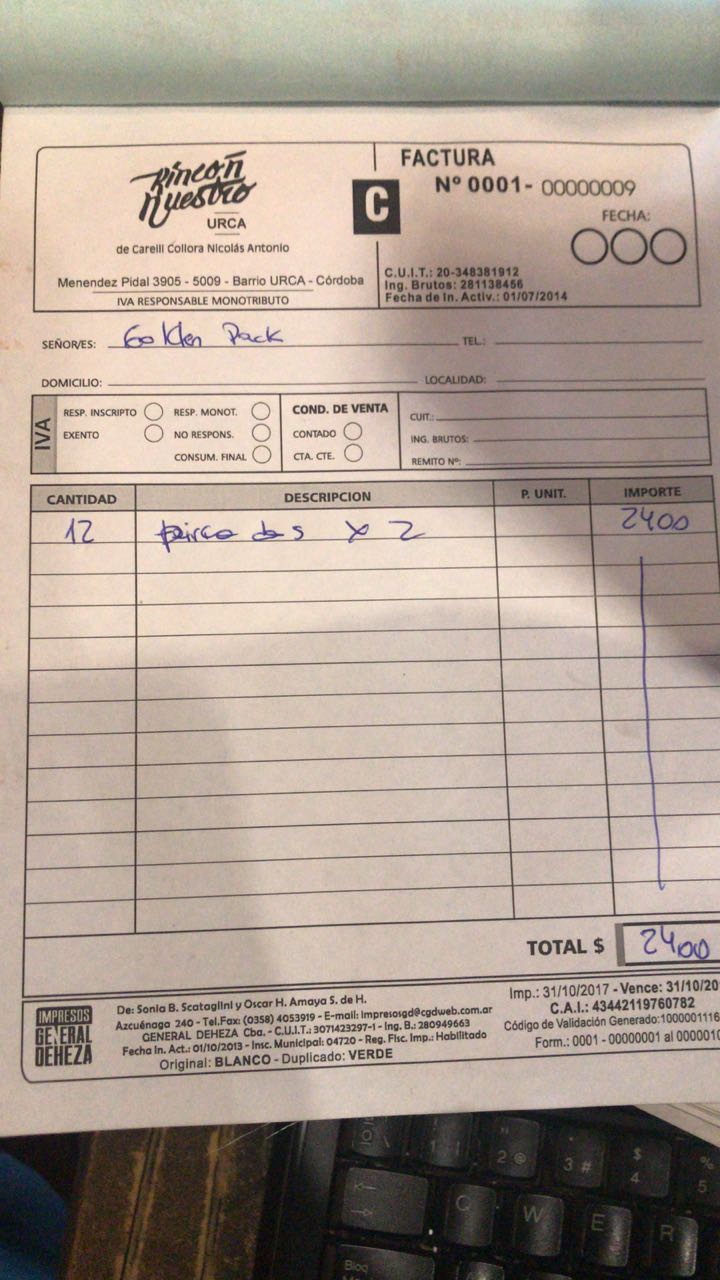 Rincón
Nuestro
URCA
de Carelli Collora Nicolás Antonio
Menendez Pidal 3905 - 5009 - Barrio URCA - Córdoba
IVA RESPONSABLE MONOTRIBUTO
C
FACTURA
Nº 0001- 00000009
FECHA:
C.U.I.T.: 20-348381912
Ing. Brutos: 281138456
Fecha de In. Activ.: 01/07/2014
SEÑOR/ES: Golden Pack TEL.:
DOMICILIO: LOCALIDAD:
IVA
RESP. INSCRIPTO RESP. MONOT.
EXENTO NO RESPONS.
CONSUM. FINAL
COND. DE VENTA
CONTADO
CTA. CTE.
CUIT.:
ING. BRUTOS:
REMITO Nº:
CANTIDAD DESCRIPCION P. UNIT. IMPORTE
12 x 2 2400
TOTAL $ 2400
IMPRESOS
GENERAL
DEHEZA
De: Sonia B. Scataglini y Oscar H. Amaya S. de H.
Azcuénaga 240 - Tel.Fax: (0358) 4053919 - E-mail: impresosgd@cgdweb.com.ar
GENERAL DEHEZA Cba. - C.U.I.T.: 3071423297-1 - Ing. B.: 280949663
Fecha In. Act.: 01/10/2013 - Insc. Municipal: 04720 - Reg. Fisc. Imp.: Habilitado
Original: BLANCO - Duplicado: VERDE
Imp.: 31/10/2017 - Vence: 31/10/20
C.A.I.: 43442119760782
Código de Validación Generado:1000001116
Form.: 0001 - 00000001 al 0000010
! 1 " 2 @ · 3 # $ 4 % 5
Q W E R
Bloq